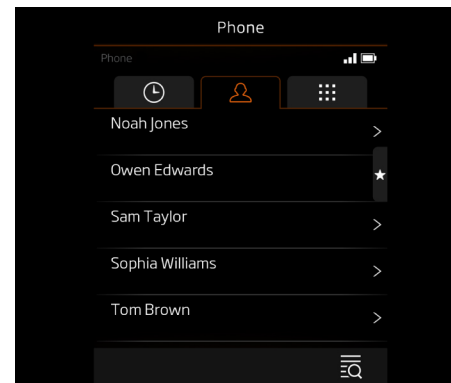 Phone
Phone
Noah Jones
Owen Edwards
Sam Taylor
Sophia Williams
Tom Brown